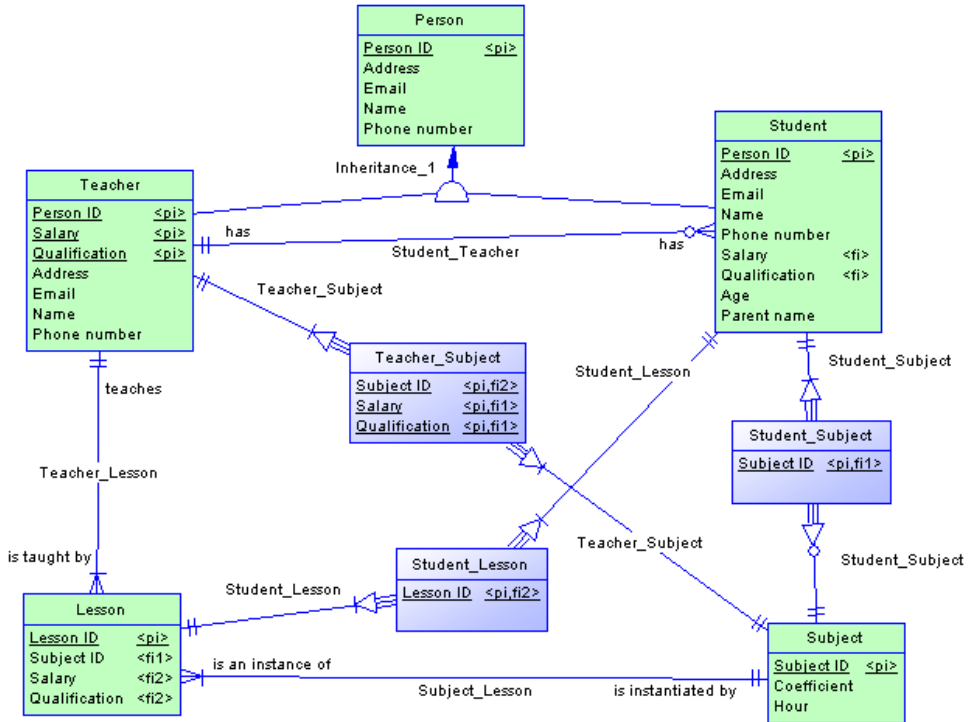 Person
Person ID <pi>
Address
Email
Name
Phone number
Inheritance_1
Teacher
Person ID <pi>
Salary <pi>
Qualification <pi>
Address
Email
Name
Phone number
Student
Person ID <pi>
Address
Email
Name
Phone number
Salary <fi>
Qualification <fi>
Age
Parent name
has
Student_Teacher
has
Teacher_Subject
Teacher_Subject
Subject ID <pi,fi2>
Salary <pi,fi1>
Qualification <pi,fi1>
Teacher_Subject
Student_Lesson
Student_Subject
Student_Subject
Subject ID <pi,fi1>
Student_Subject
teaches
Teacher_Lesson
is taught by
Student_Lesson
Student_Lesson
Lesson ID <pi,fi2>
Lesson
Lesson ID <pi>
Subject ID <fi1>
Salary <fi2>
Qualification <fi2>
is an instance of
Subject_Lesson
is instantiated by
Subject
Subject ID <pi>
Coefficient
Hour